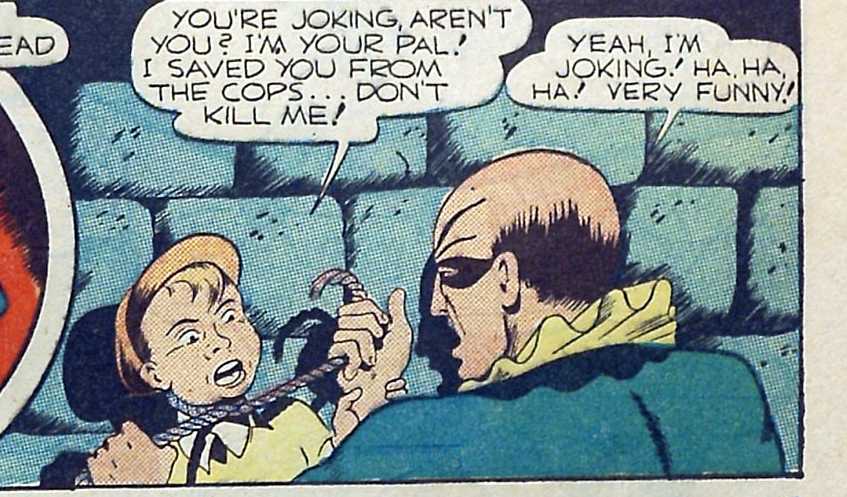 EAD
YOU'RE JOKING, AREN'T
YOU? I'M YOUR PAL!
I SAVED YOU FROM
THE COPS... DON'T
KILL ME!
YEAH, I'M
JOKING! HA, HA,
HA! VERY FUNNY!